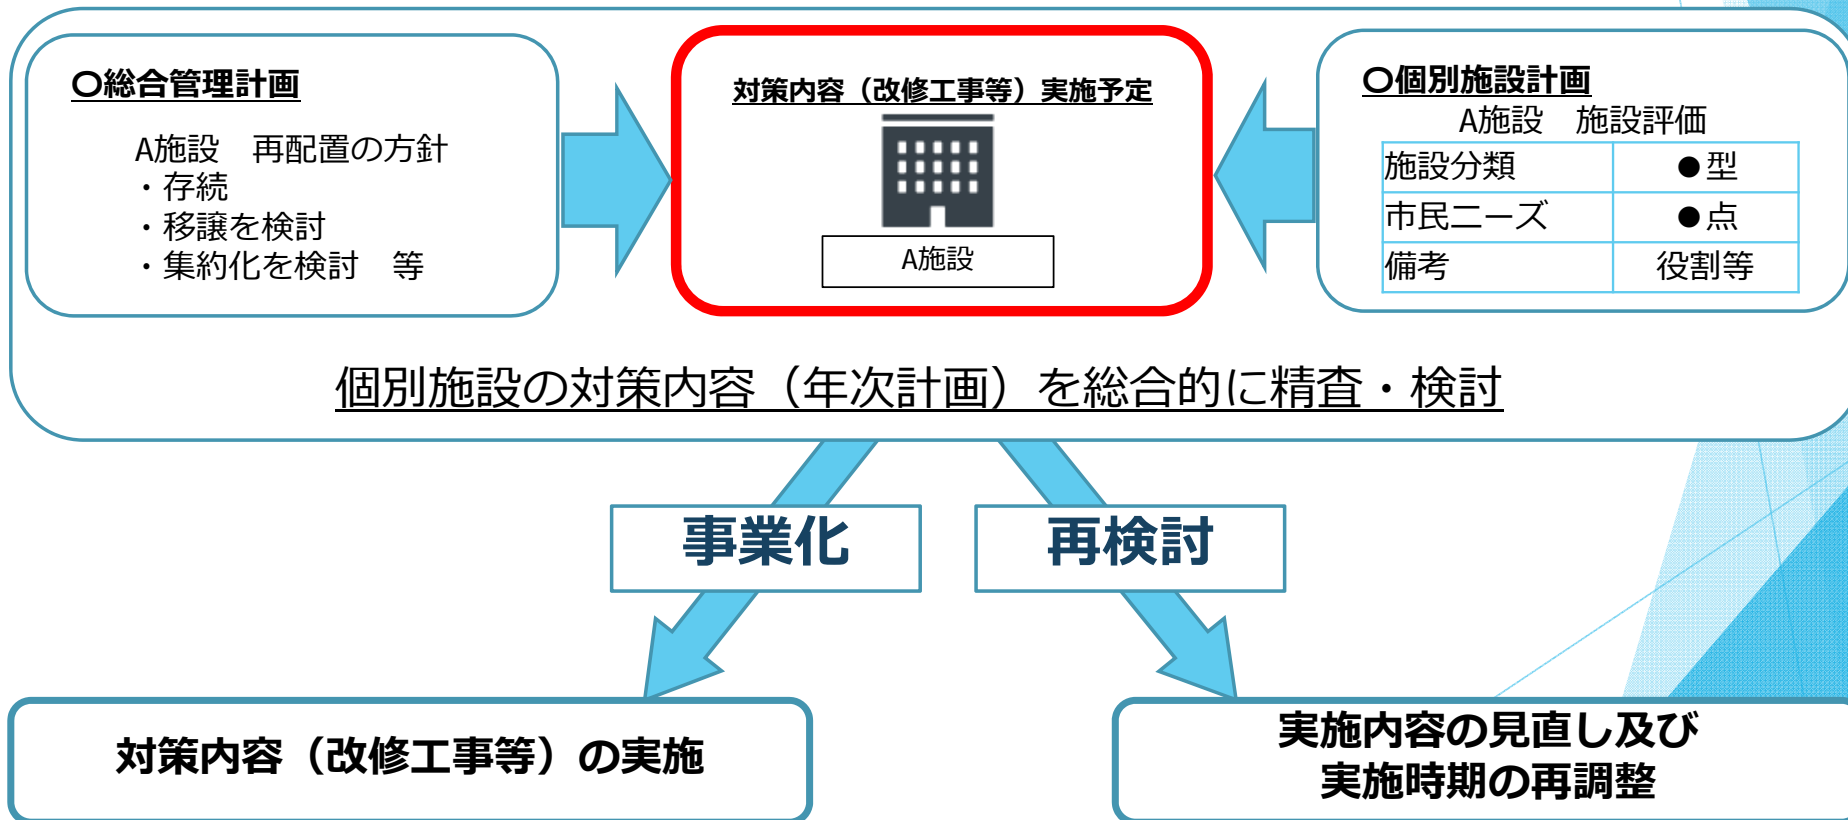 〇総合管理計画
A施設　再配置の方針
・存続
・移譲を検討
・集約化を検討　等
対策内容（改修工事等）実施予定
A施設
〇個別施設計画
A施設　施設評価
施設分類　●型
市民ニーズ　●点
備考　役割等
個別施設の対策内容（年次計画）を総合的に精査・検討
事業化
再検討
対策内容（改修工事等）の実施
実施内容の見直し及び
実施時期の再調整